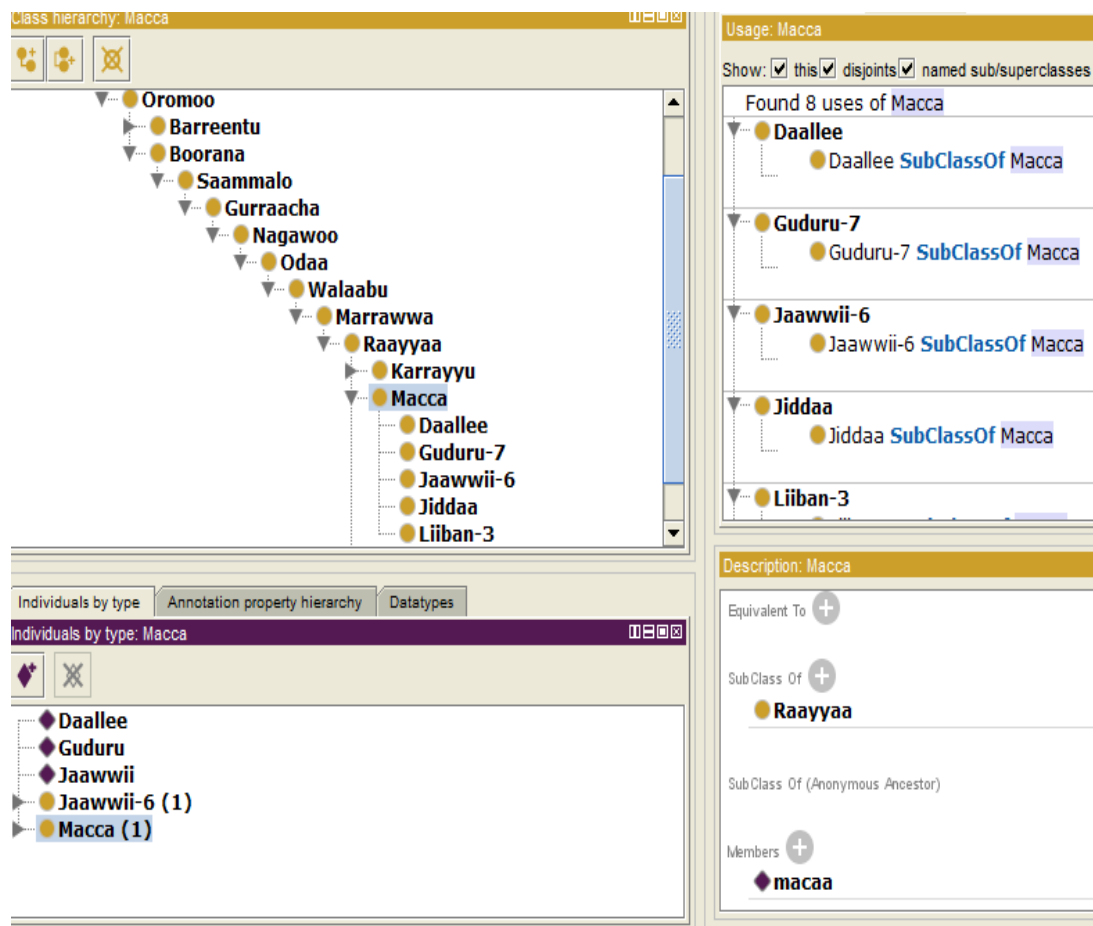 Class hierarchy: Macca
Oromoo
Barreentu
Boorana
Saammalo
Gurraacha
Nagawoo
Odaa
Walaabu
Marrawwa
Raayyaa
Karrayyu
Macca
Daallee
Guduru-7
Jaawwii-6
Jiddaa
Liiban-3
Individuals by type
Annotation property hierarchy
Datatypes
Individuals by type: Macca
Daallee
Guduru
Jaawwii
Jaawwii-6 (1)
Macca (1)
Usage: Macca
Show: this disjoints named sub/superclasses
Found 8 uses of Macca
Daallee
Daallee SubClassOf Macca
Guduru-7
Guduru-7 SubClassOf Macca
Jaawwii-6
Jaawwii-6 SubClassOf Macca
Jiddaa
Jiddaa SubClassOf Macca
Liiban-3
Description: Macca
Equivalent To
SubClass Of
Raayyaa
SubClass Of (Anonymous Ancestor)
Members
macaa